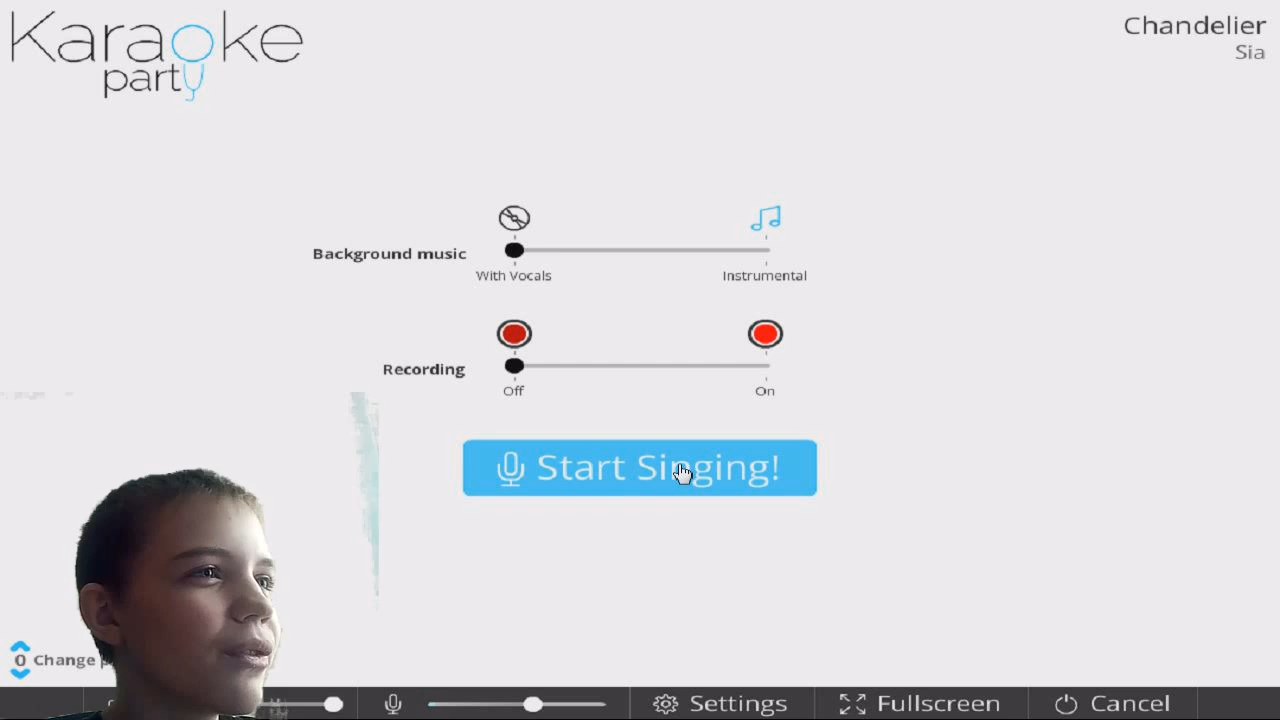 Karaoke
party
Chandelier
Sia
Background music
With Vocals
Instrumental
Recording
Off
On
Start Singing!
0 Change
Settings
Fullscreen
Cancel